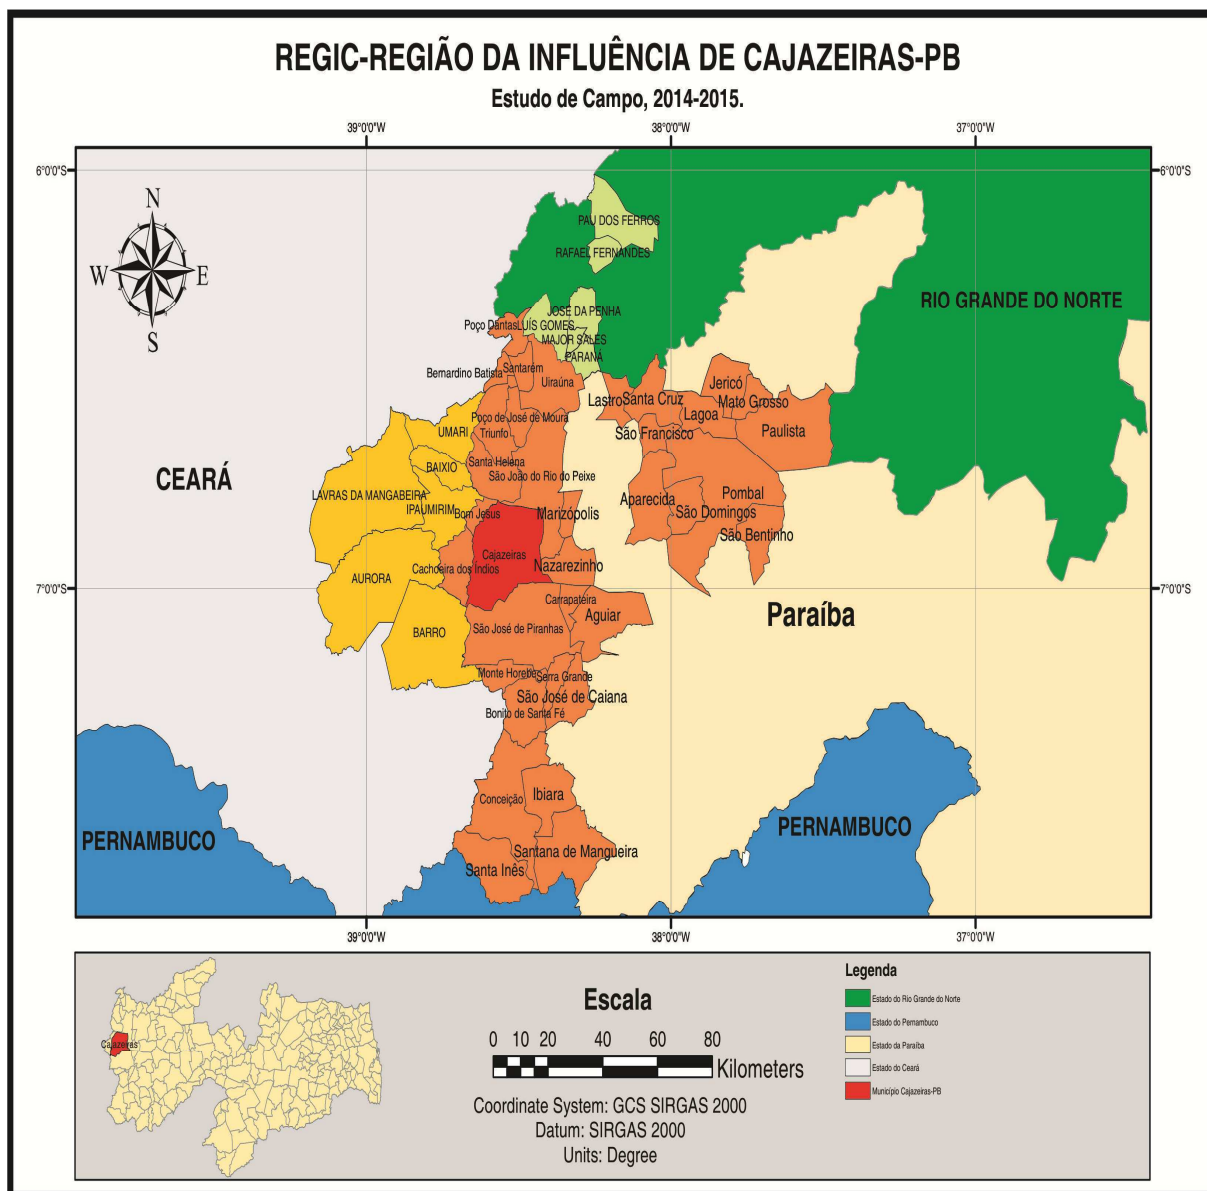 REGIC-REGIÃO DA INFLUÊNCIA DE CAJAZEIRAS-PB
Estudo de Campo, 2014-2015.
39°0'0"W
38°0'0"W
37°0'0"W
6°0'0"S
6°0'0"S
N
W
E
S
PAU DOS FERROS
RAFAEL FERNANDES
RIO GRANDE DO NORTE
JOSÉ DA PENHA
Poço Dantas
LUÍS GOMES
MAJOR SALES
PARANÁ
Bernardino Batista
Santarém
Uiraúna
Lastro
Santa Cruz
Jericó
Mato Grosso
Lagoa
Poço de José de Moura
Triunfo
UMARI
São Francisco
Paulista
BAIXIO
Santa Helena
São João do Rio do Peixe
CEARÁ
LAVRAS DA MANGABEIRA
IPAUMIRIM
Bom Jesus
Marizópolis
Aparecida
Pombal
São Domingos
São Bentinho
Cajazeiras
Cachoeira dos Índios
Nazarezinho
AURORA
7°0'0"S
7°0'0"S
Carrapateira
Aguiar
Paraíba
BARRO
São José de Piranhas
Monte Horebe
Serra Grande
São José de Caiana
Bonito de Santa Fé
Conceição
Ibiara
PERNAMBUCO
PERNAMBUCO
Santana de Mangueira
Santa Inês
39°0'0"W
38°0'0"W
37°0'0"W
Cajazeiras
Escala
0 10 20 40 60 80
Kilometers
Coordinate System: GCS SIRGAS 2000
Datum: SIRGAS 2000
Units: Degree
Legenda
Estado do Rio Grande do Norte
Estado do Pernambuco
Estado da Paraíba
Estado do Ceará
Município Cajazeiras-PB